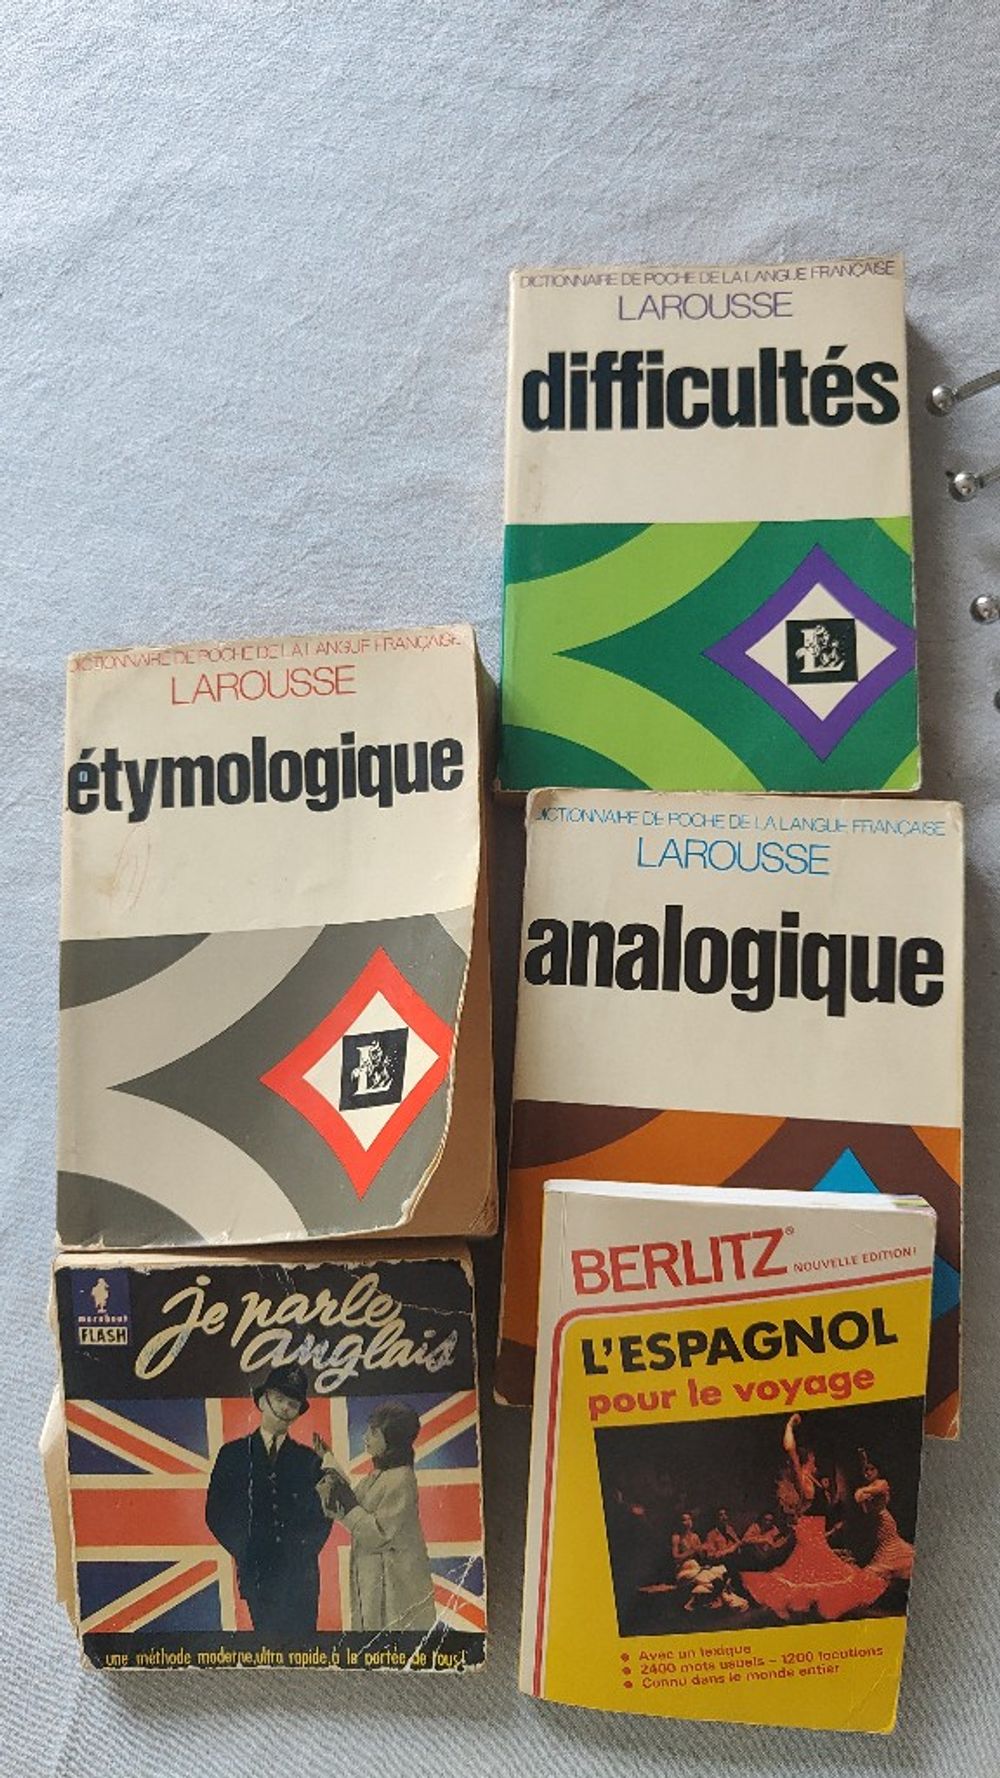 DICTIONNAIRE DE POCHE DE LA LANGUE FRANÇAISE
LAROUSSE
difficultés
L
DICTIONNAIRE DE POCHE DE LA LANGUE FRANÇAISE
LAROUSSE
étymologique
L
DICTIONNAIRE DE POCHE DE LA LANGUE FRANÇAISE
LAROUSSE
analogique
marabout
FLASH
je parle
anglais
une méthode moderne, ultra rapide, à la portée de tous!
BERLITZ® NOUVELLE EDITION!
L'ESPAGNOL
pour le voyage
• Avec un lexique
• 2400 mots usuels – 1200 locutions
• Connu dans le monde entier